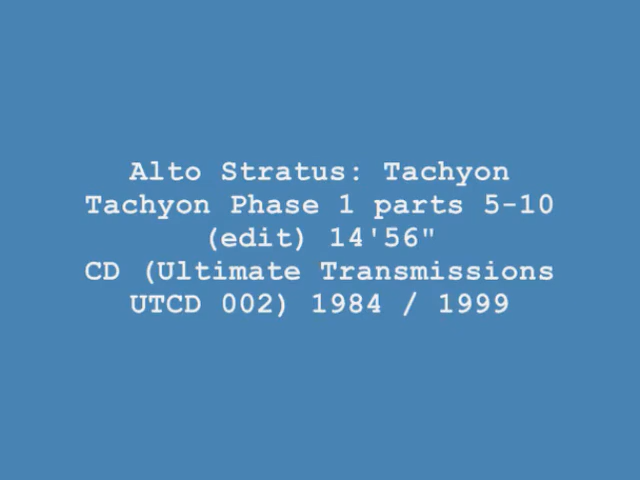 Alto Stratus: Tachyon
Tachyon Phase 1 parts 5-10
(edit) 14'56"
CD (Ultimate Transmissions
UTCD 002) 1984 / 1999